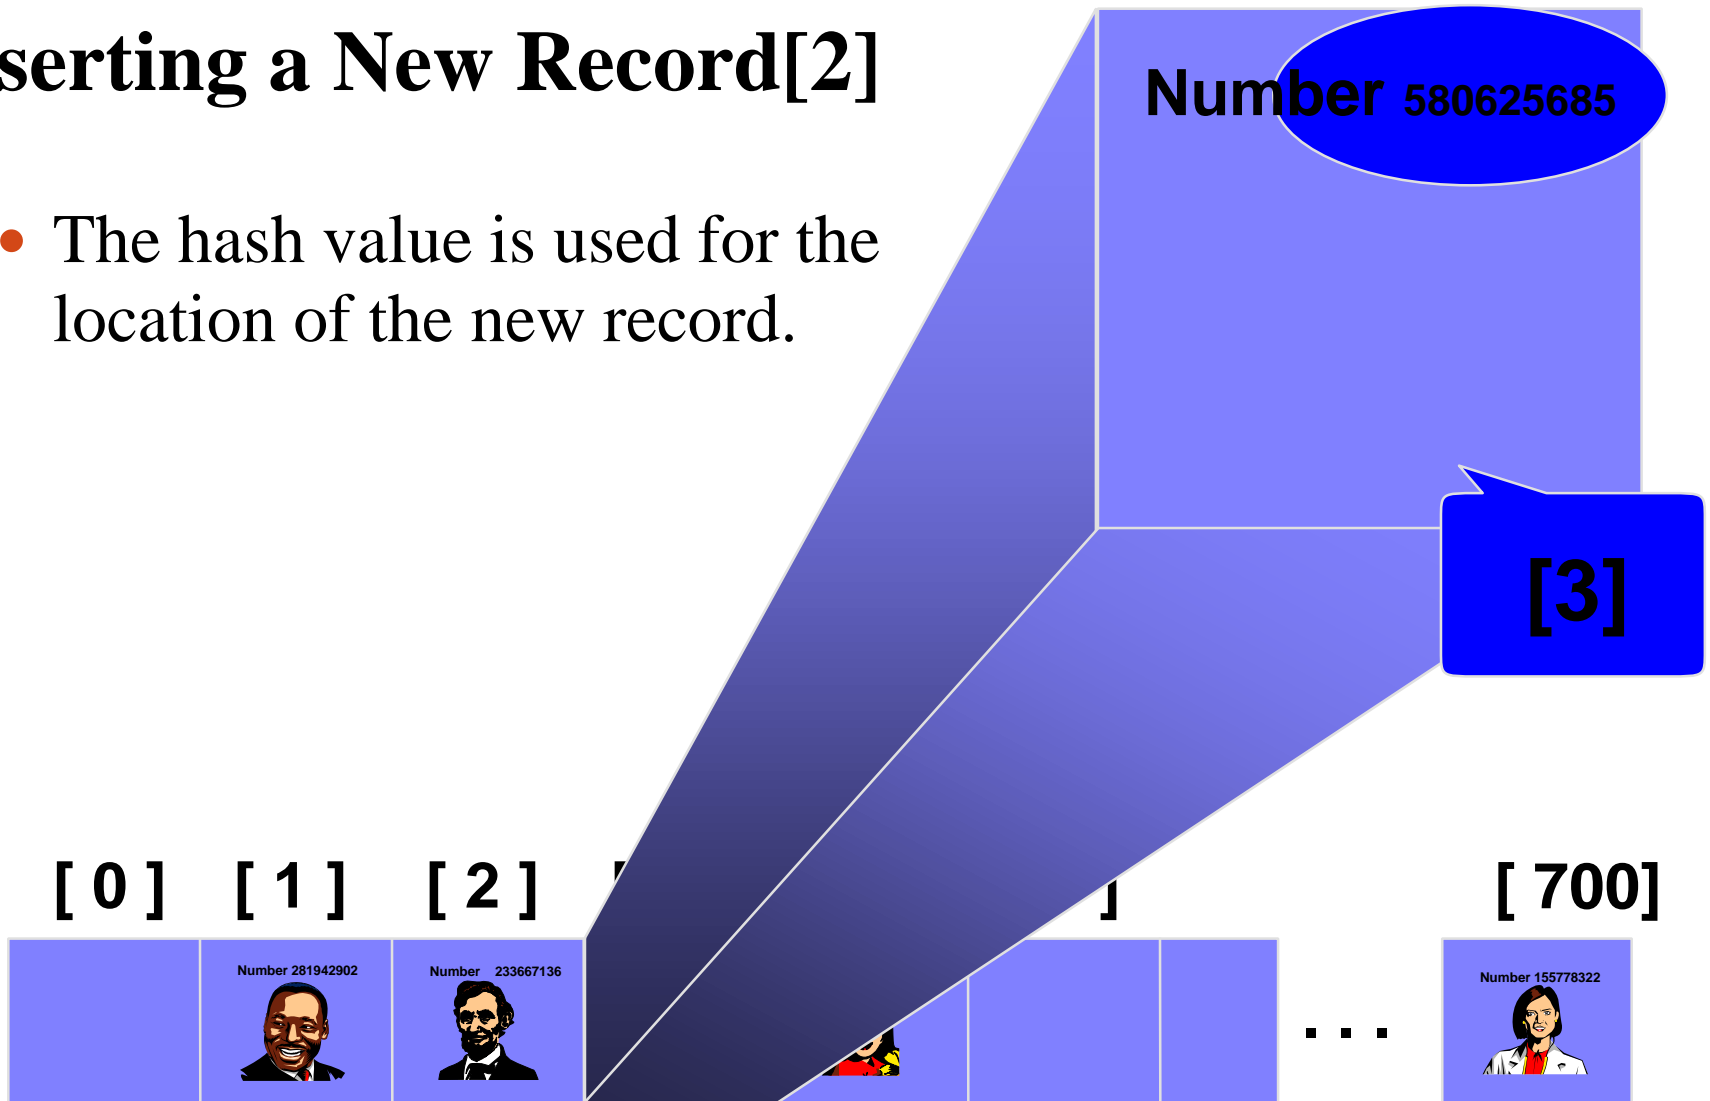 serting a New Record[2]
Number 580625685
• The hash value is used for the
location of the new record.
[3]
[ 0 ] [ 1 ] [ 2 ] [ ] [ 700]
Number 281942902
Number 233667136
Number 155778322
. . .